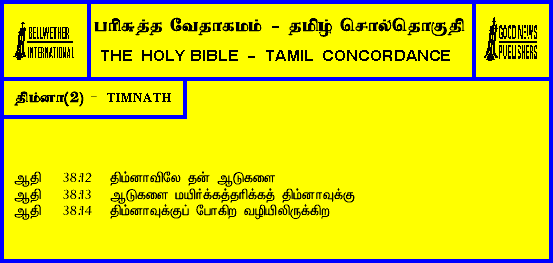 BELLWETHER
INTERNATIONAL
பரிசுத்த வேதாகமம் - தமிழ் சொல்தொகுதி
THE HOLY BIBLE - TAMIL CONCORDANCE
GOOD NEWS
PUBLISHERS
திம்னா(2) - TIMNATH
ஆதி 38:12 திம்னாவிலே தன் ஆடுகளை
ஆதி 38:13 ஆடுகளை மயிர்க்கத்தரிக்கத் திம்னாவுக்கு
ஆதி 38:14 திம்னாவுக்குப் போகிற வழியிலிருக்கிற